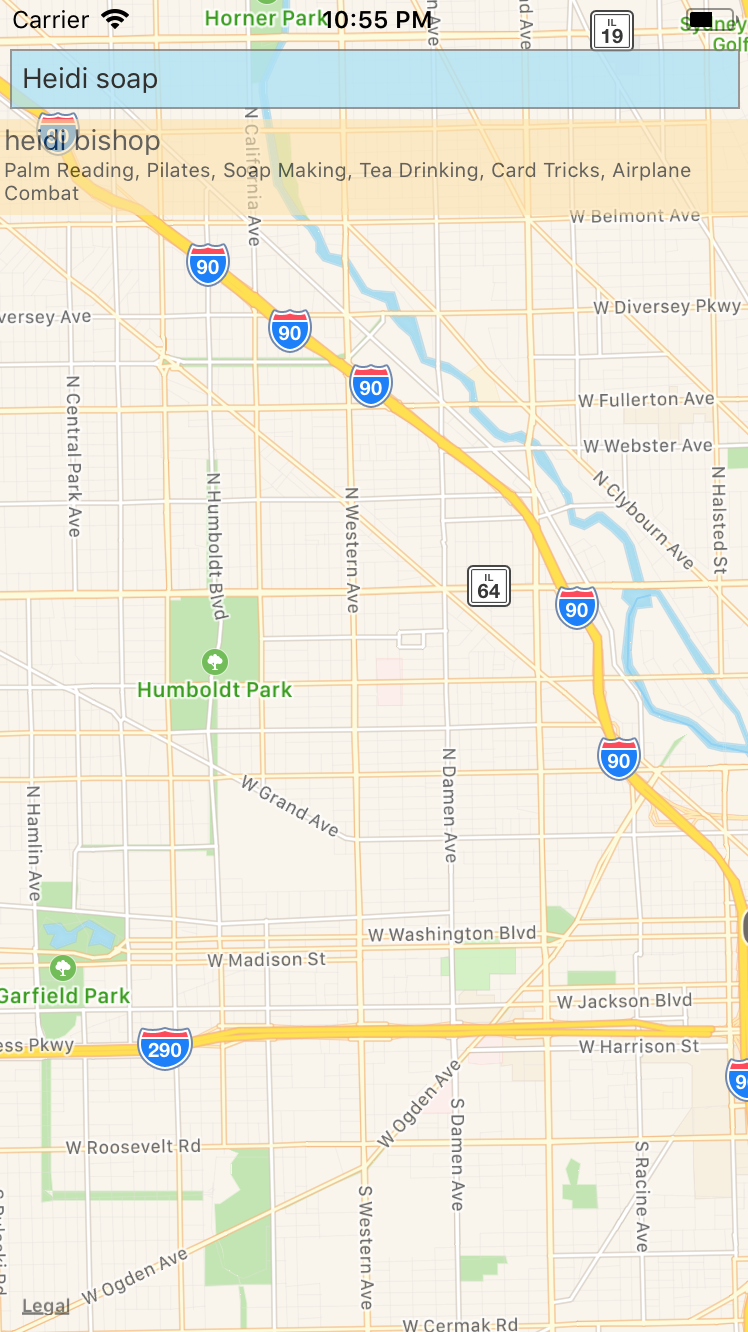 Carrier 10:55 PM
Horner Park
IL
19
Heidi soap
90
heidi bishop
Palm Reading, Pilates, Soap Making, Tea Drinking, Card Tricks, Airplane
Combat
N California Ave
W Belmont Ave
90
versey Ave
90
W Diversey Pkwy
90
N Central Park Ave
W Fullerton Ave
W Webster Ave
N Humboldt Blvd
N Western Ave
N Clybourn Ave
N Halsted St
IL
64
90
Humboldt Park
90
N Hamlin Ave
W Grand Ave
N Damen Ave
W Washington Blvd
W Madison St
Garfield Park
W Jackson Blvd
ess Pkwy
290
W Harrison St
W Ogden Ave
W Roosevelt Rd
S Damen Ave
S Racine Ave
S Western Ave
W Ogden Ave
Legal
W Cermak Rd